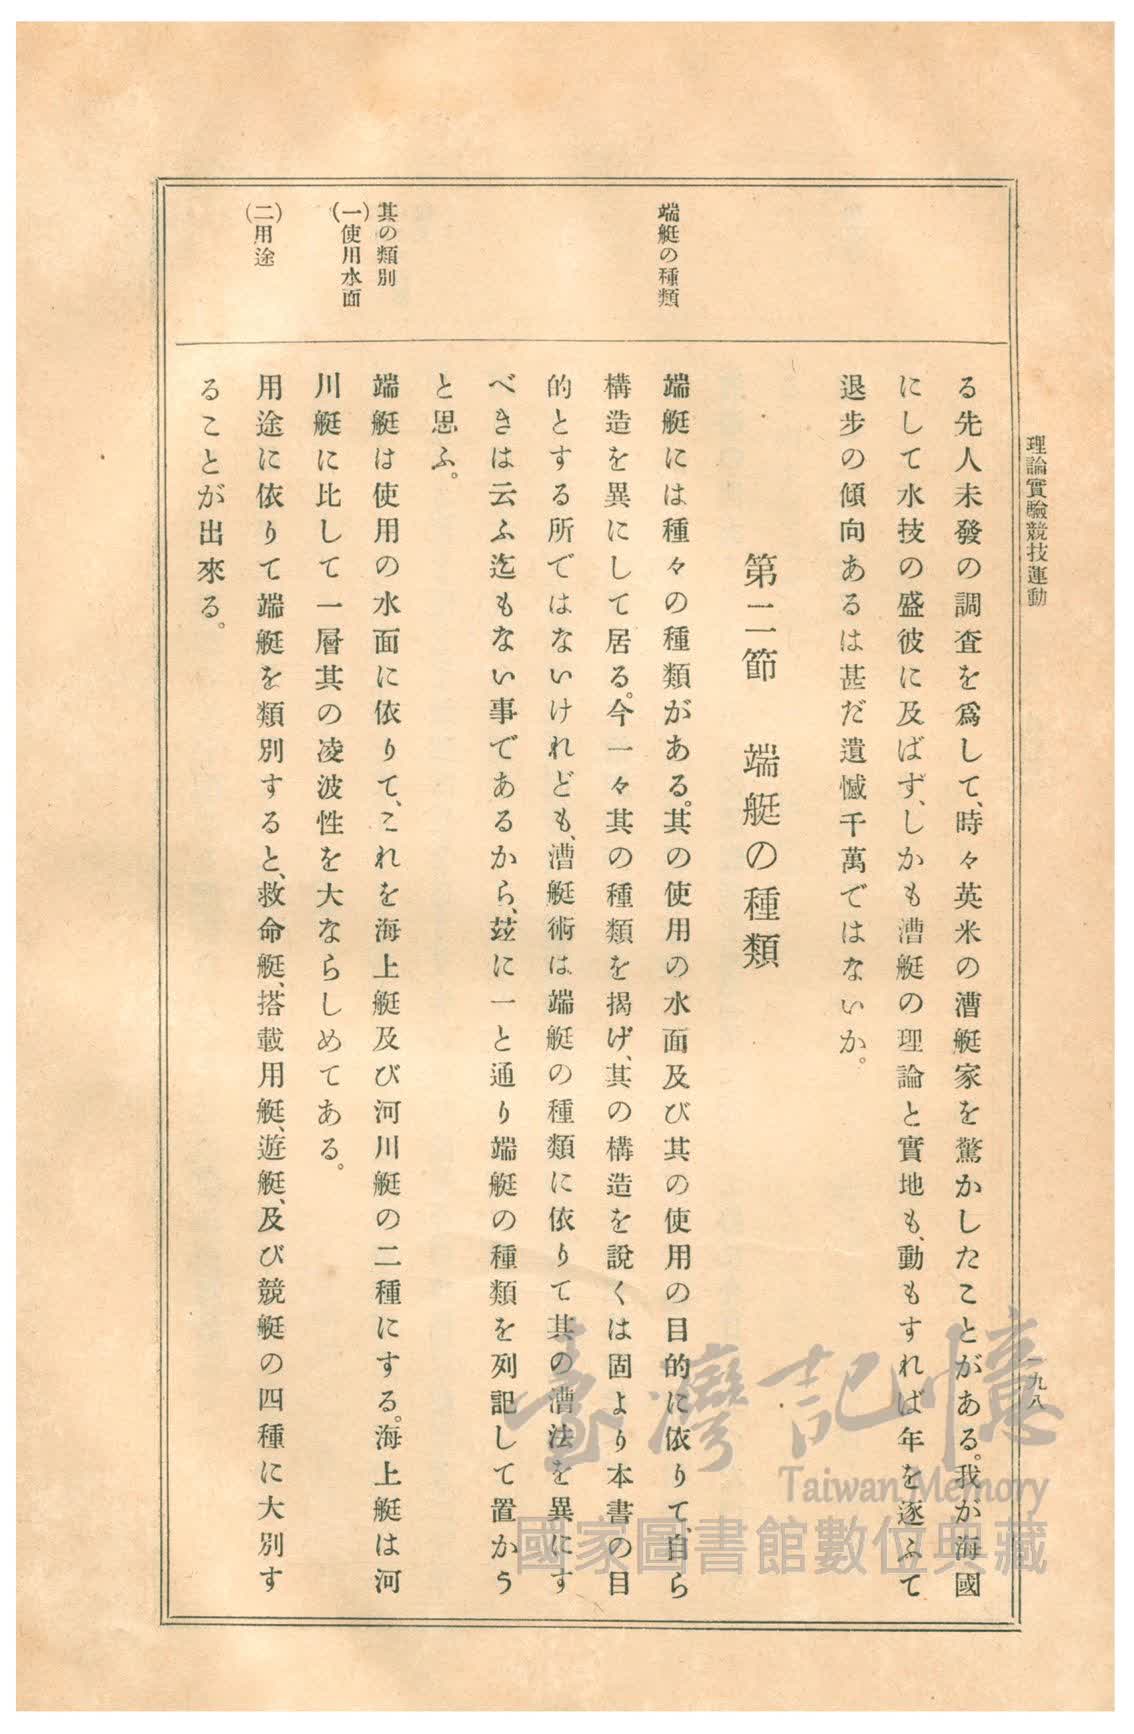 理論實驗競技運動
一九八
る先人未發の調査を爲して、時々英米の漕艇家を驚かしたことがある。我が海國
にして水技の盛彼に及ばず、しかも漕艇の理論と實地も、動もすれば年を逐ふて
退步の傾向あるは甚だ遺憾千萬ではないか。
第二節　端艇の種類
端艇の種類
端艇には種々の種類がある。其の使用の水面及び其の使用の目的に依りて、自ら
構造を異にして居る。今一々其の種類を揭げ、其の構造を說くは固より本書の目
的とする所ではないけれども、漕艇術は端艇の種類に依りて其の漕法を異にす
べきは云ふ迄もない事であるから、玆に一と通り端艇の種類を列記して置かう
と思ふ。
其の類別
(一)使用水面
端艇は使用の水面に依りて、これを海上艇及び河川艇の二種にする。海上艇は河
川艇に比して一層其の凌波性を大ならしめてある。
(二)用途
用途に依りて端艇を類別すると、救命艇、搭載用艇、遊艇、及び競艇の四種に大別す
ることが出來る。
臺灣記憶
Taiwan Memory
國家圖書館數位典藏